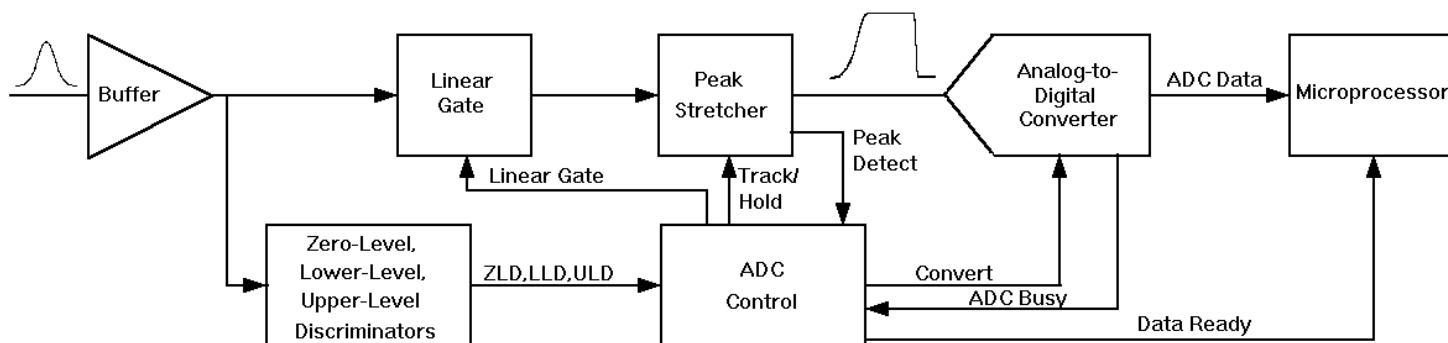 Buffer
Linear
Gate
Peak
Stretcher
Analog-to-
Digital
Converter
ADC Data
Microprocessor
Peak
Detect
Linear Gate
Track/
Hold
Zero-Level,
Lower-Level,
Upper-Level
Discriminators
ZLD,LLD,ULD
ADC
Control
Convert
ADC Busy
Data Ready